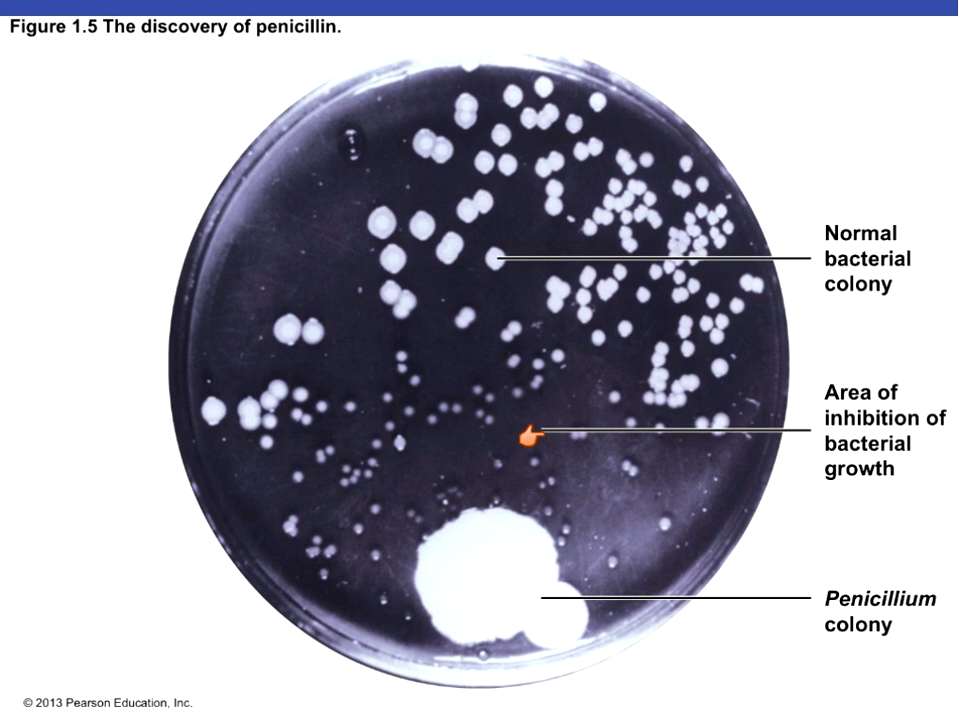 Figure 1.5 The discovery of penicillin.
Normal
bacterial
colony
Area of
inhibition of
bacterial
growth
Penicillium
colony
© 2013 Pearson Education, Inc.